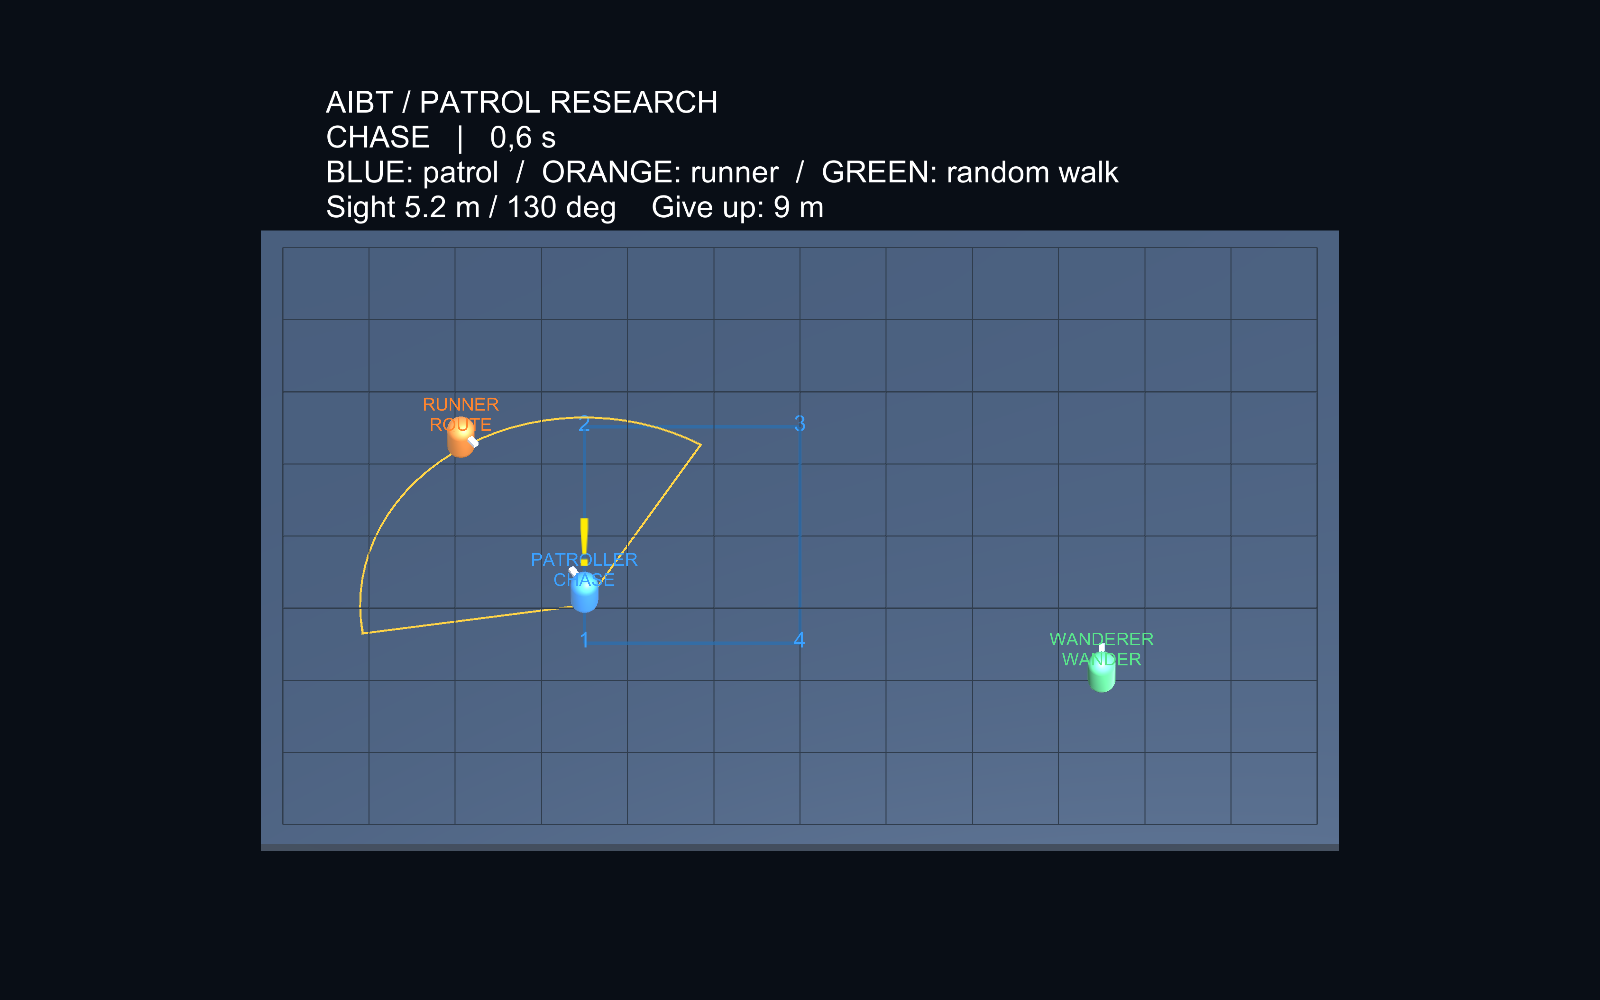 AIBT / PATROL RESEARCH
CHASE | 0,6 s
BLUE: patrol / ORANGE: runner / GREEN: random walk
Sight 5.2 m / 130 deg Give up: 9 m
RUNNER
ROUTE
2
3
!
PATROLLER
CHASE
1
4
WANDERER
WANDER